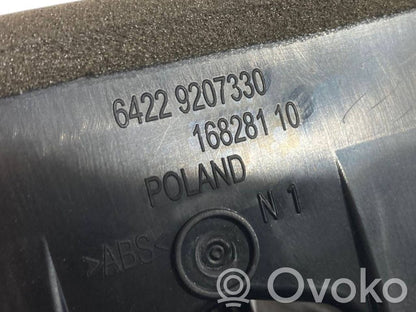 6422 9207330
168281 10
POLAND
N 1
>ABS<
Ovoko